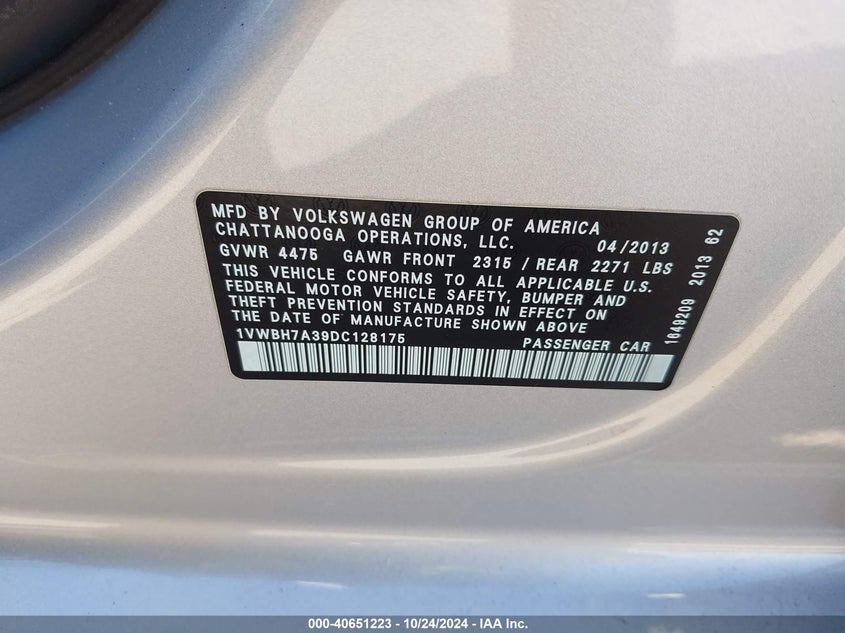 MFD BY VOLKSWAGEN GROUP OF AMERICA
CHATTANOOGA OPERATIONS, LLC. 04/2013
GVWR 4475 GAWR FRONT 2315 / REAR 2271 LBS
THIS VEHICLE CONFORMS TO ALL APPLICABLE U.S.
FEDERAL MOTOR VEHICLE SAFETY, BUMPER AND
THEFT PREVENTION STANDARDS IN EFFECT ON
THE DATE OF MANUFACTURE SHOWN ABOVE
1VWBH7A39DC128175 PASSENGER CAR
1649209 2013 62
000-40651223 - 10/24/2024 - IAA Inc.